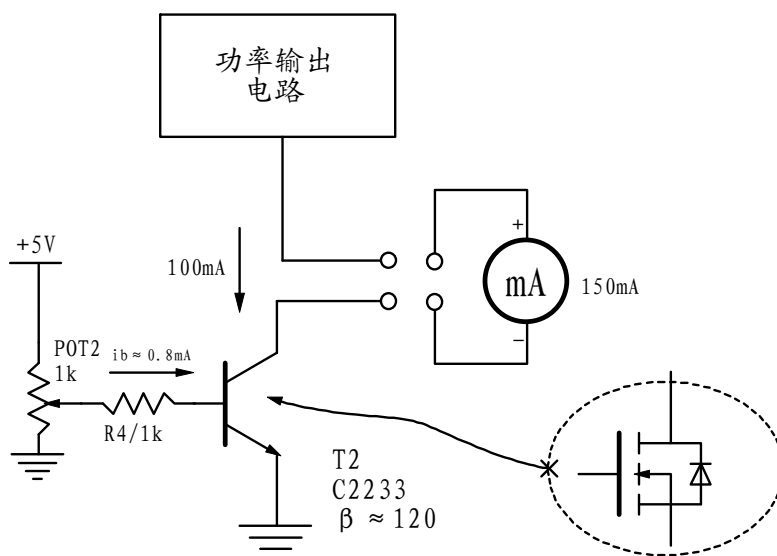 功率输出
电路
+5V
100mA
+
mA
150mA
−
POT2
1k
ib≈0.8mA
R4/1k
T2
C2233
β≈120